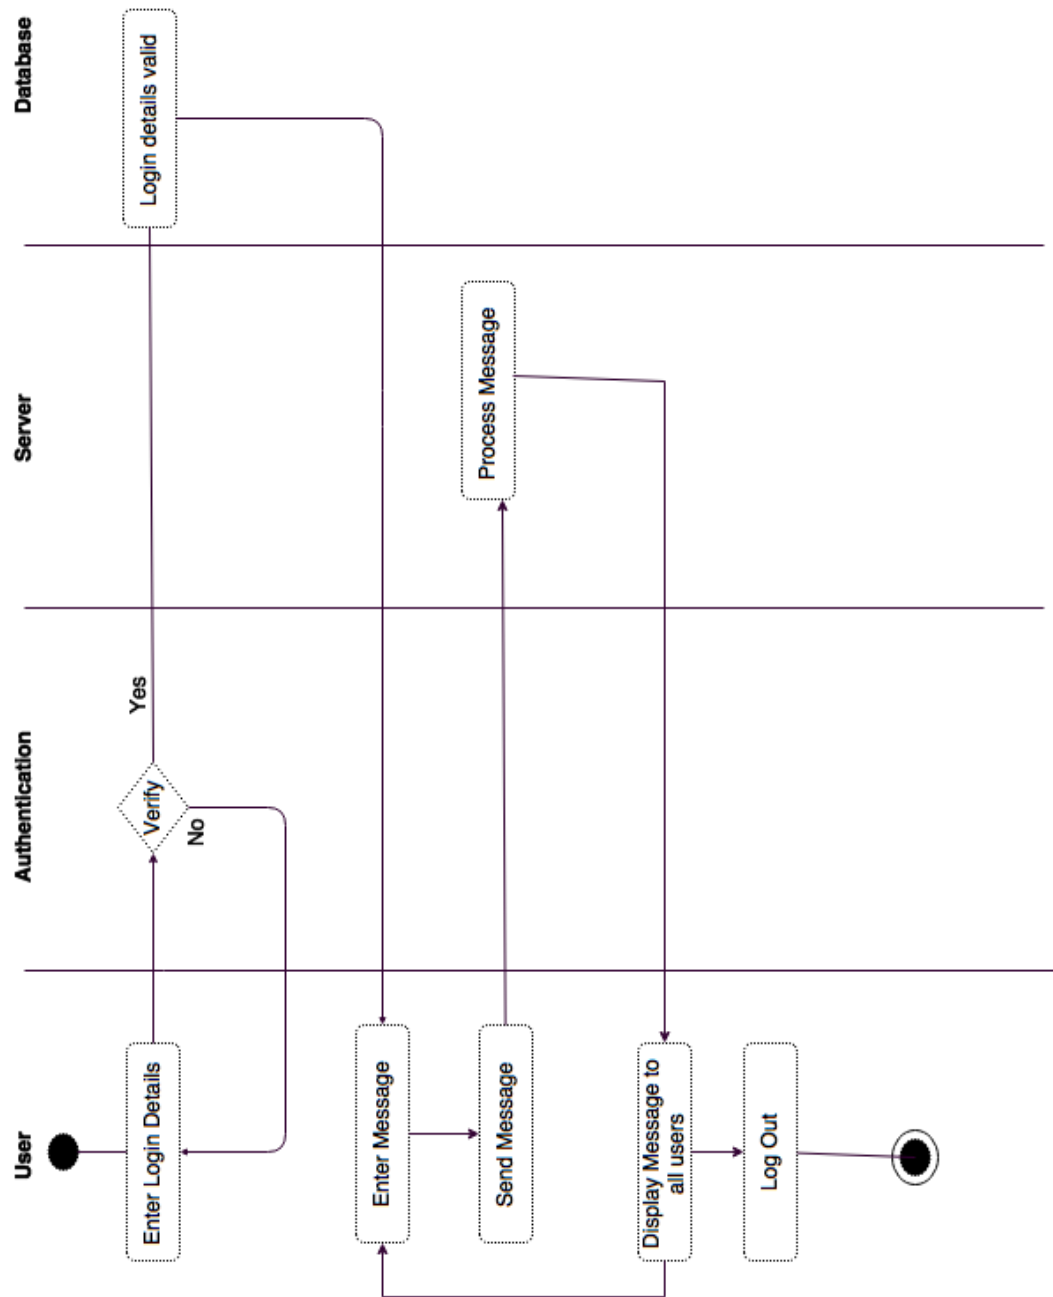 User
Authentication
Server
Database
Enter Login Details
Verify
Yes
No
Login details valid
Enter Message
Send Message
Process Message
Display Message to
all users
Log Out